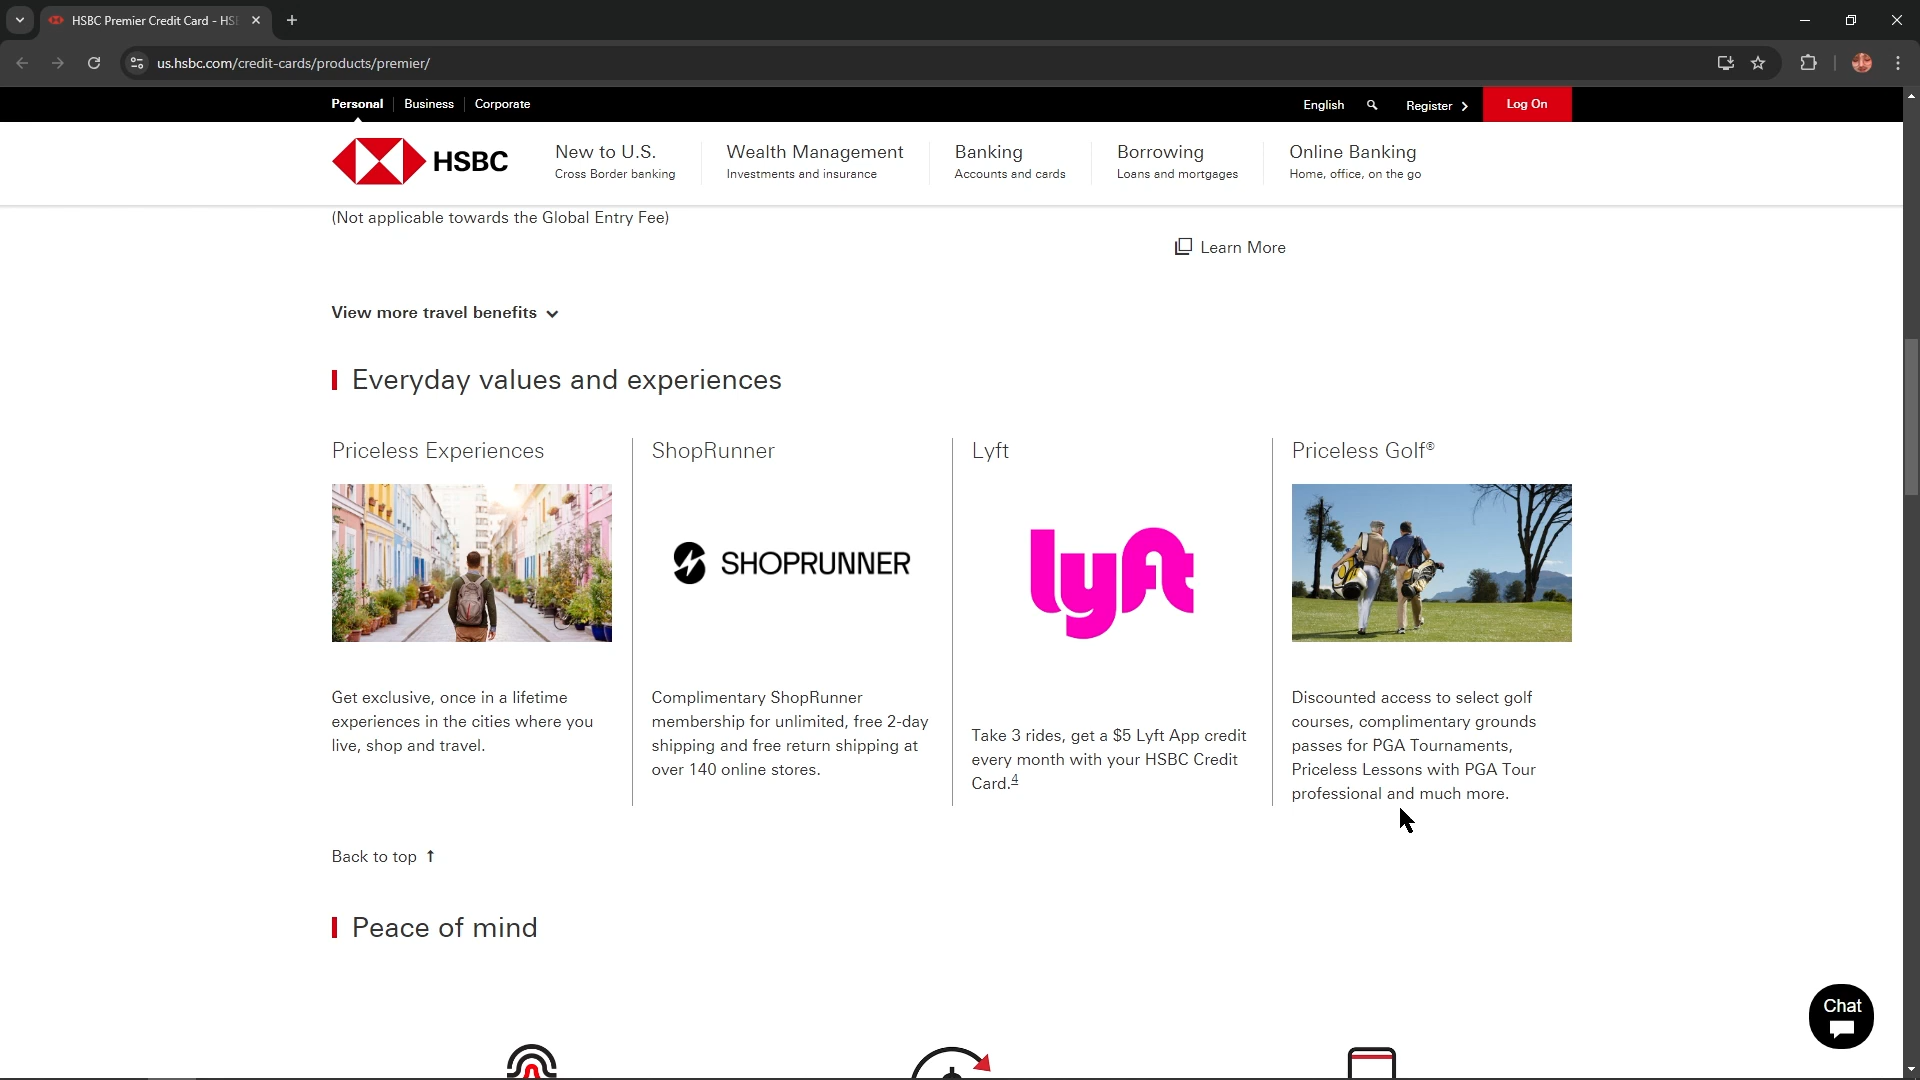 HSBC Premier Credit Card - HS
us.hsbc.com/credit-cards/products/premier/
Personal
Business
Corporate
English
Register
Log On
HSBC
New to U.S.
Cross Border banking
Wealth Management
Investments and insurance
Banking
Accounts and cards
Borrowing
Loans and mortgages
Online Banking
Home, office, on the go
(Not applicable towards the Global Entry Fee)
Learn More
View more travel benefits
Everyday values and experiences
Priceless Experiences
Get exclusive, once in a lifetime
experiences in the cities where you
live, shop and travel.
ShopRunner
SHOPRUNNER
Complimentary ShopRunner
membership for unlimited, free 2-day
shipping and free return shipping at
over 140 online stores.
Lyft
lyft
Take 3 rides, get a $5 Lyft App credit
every month with your HSBC Credit
Card.4
Priceless Golf®
Discounted access to select golf
courses, complimentary grounds
passes for PGA Tournaments,
Priceless Lessons with PGA Tour
professional and much more.
Back to top
Peace of mind
Chat